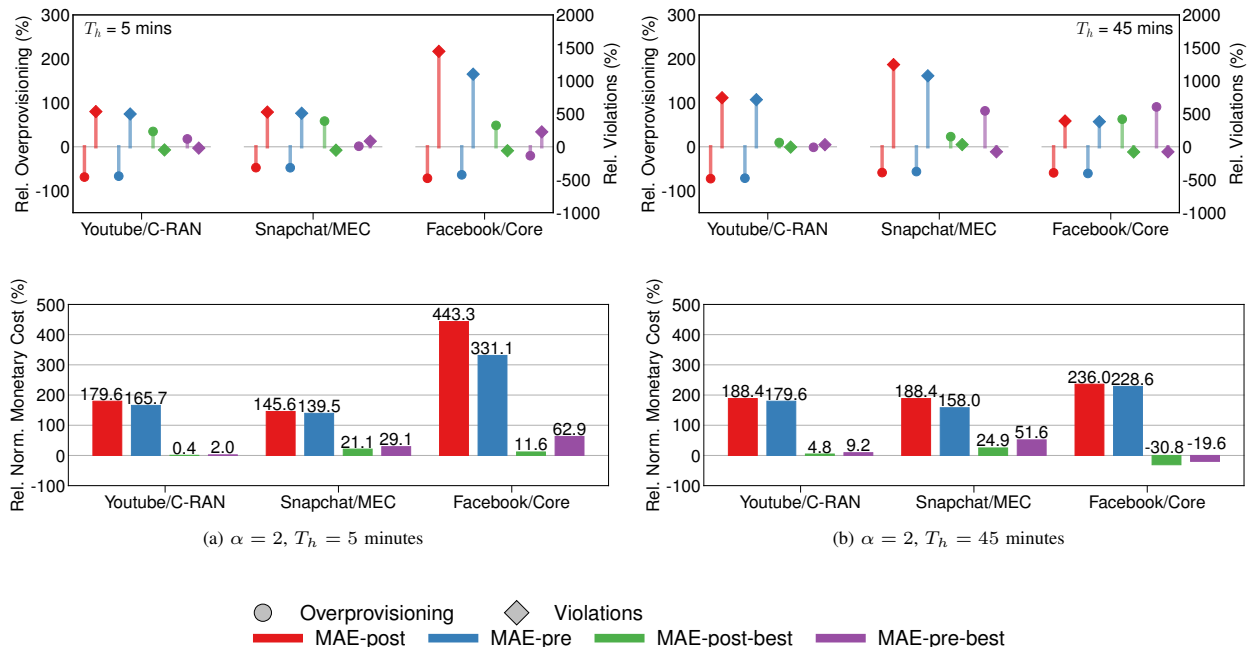 T_h = 5 mins
Rel. Overprovisioning (%)
300
200
100
0
-100
2000
1500
1000
500
0
-500
-1000
Rel. Violations (%)
Youtube/C-RAN Snapchat/MEC Facebook/Core
T_h = 45 mins
Rel. Overprovisioning (%)
300
200
100
0
-100
2000
1500
1000
500
0
-500
-1000
Rel. Violations (%)
Youtube/C-RAN Snapchat/MEC Facebook/Core
Rel. Norm. Monetary Cost (%)
500
400
300
200
100
0
-100
179.6 165.7 0.4 2.0
145.6 139.5 21.1 29.1
443.3 331.1 11.6 62.9
Youtube/C-RAN Snapchat/MEC Facebook/Core
(a) α = 2, T_h = 5 minutes
Rel. Norm. Monetary Cost (%)
500
400
300
200
100
0
-100
188.4 179.6 4.8 9.2
188.4 158.0 24.9 51.6
236.0 228.6 -30.8 -19.6
Youtube/C-RAN Snapchat/MEC Facebook/Core
(b) α = 2, T_h = 45 minutes
Overprovisioning Violations
MAE-post MAE-pre MAE-post-best MAE-pre-best